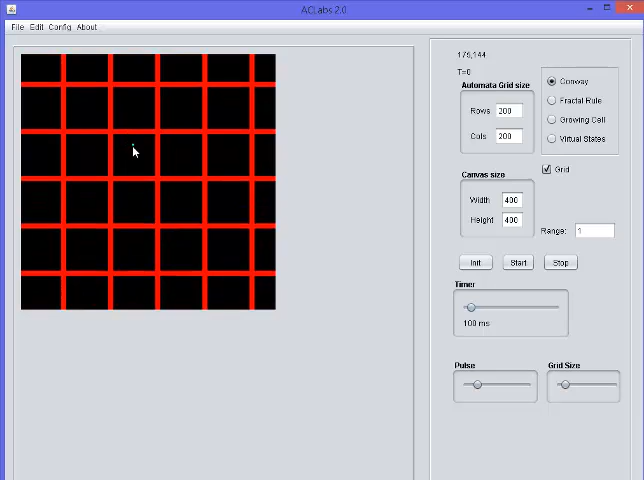 ACLabs 2.0
File Edit Config About
175,144
T=0
Automata Grid size
Rows 200
Cols 200
Conway
Fractal Rule
Growing Cell
Virtual States
Grid
Canvas size
Width 400
Height 400
Range: 1
Init Start Stop
Timer
100 ms
Pulse
Grid Size